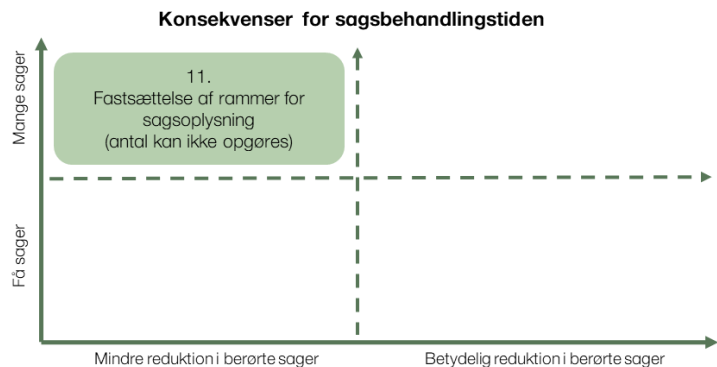 Konsekvenser for sagsbehandlingstiden
Mange sager
11.
Fastsættelse af rammer for
sagsoplysning
(antal kan ikke opgøres)
Få sager
Mindre reduktion i berørte sager
Betydelig reduktion i berørte sager